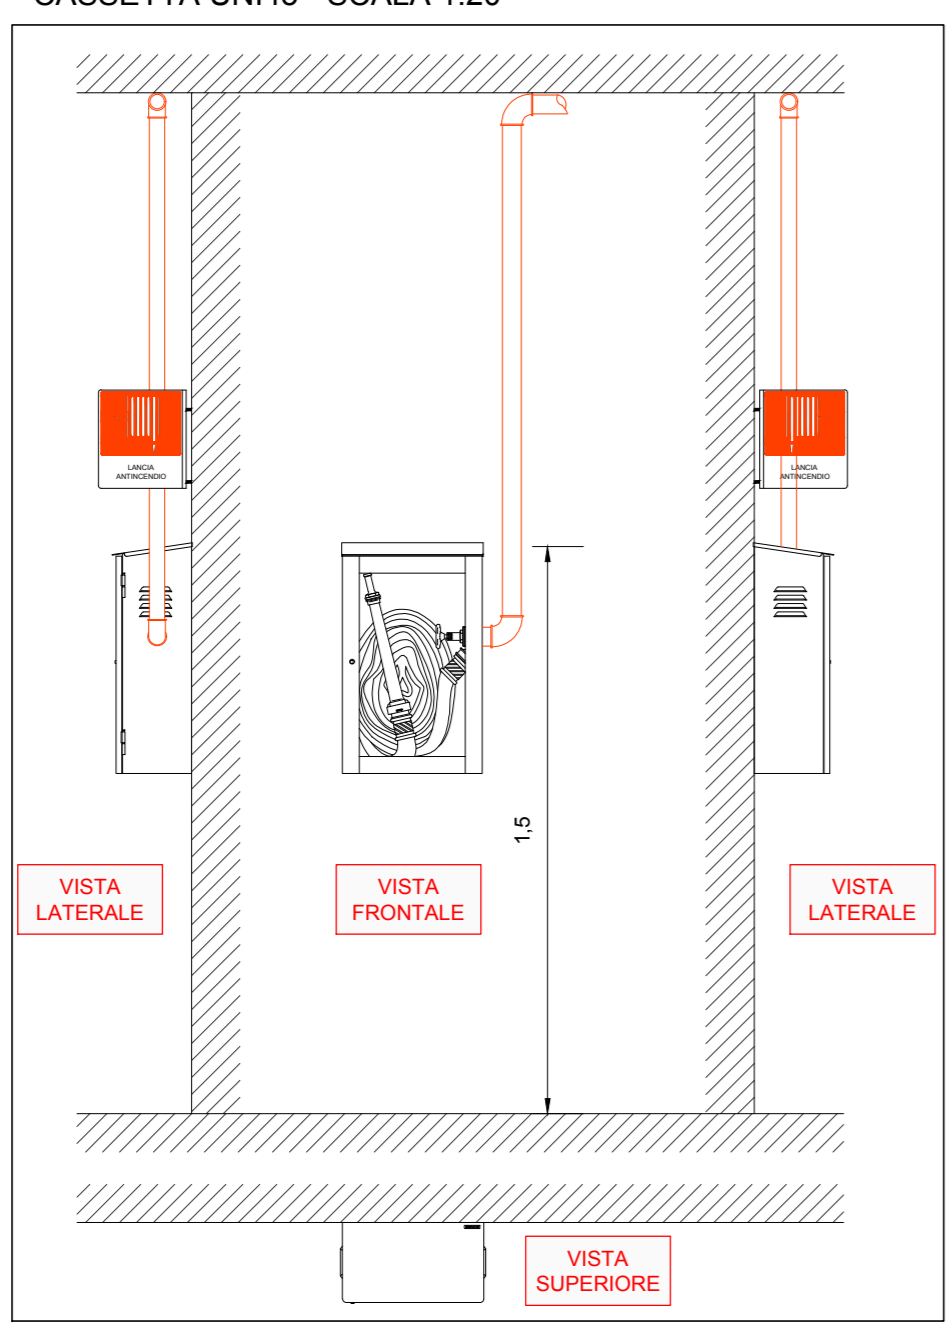 LANCIA
ANTINCENDIO
LANCIA
ANTINCENDIO
1,5
VISTA
LATERALE
VISTA
FRONTALE
VISTA
LATERALE
VISTA
SUPERIORE